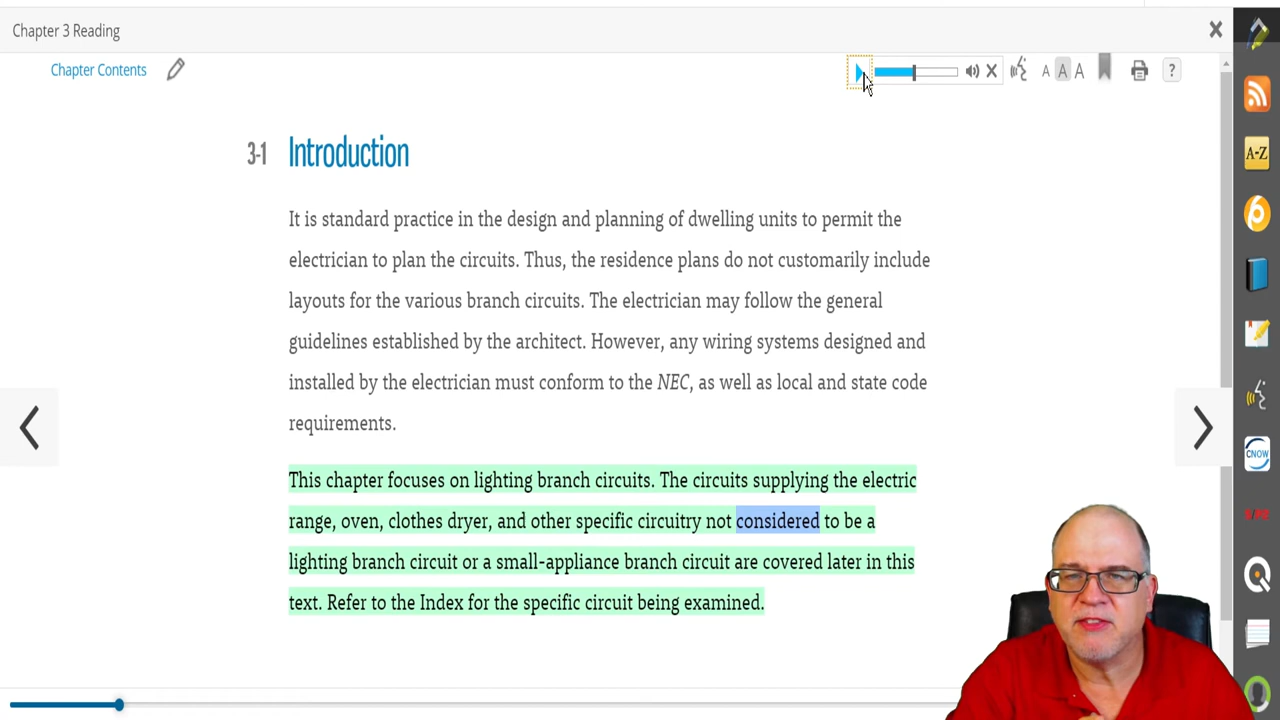 Chapter 3 Reading
Chapter Contents
A A A
?
3-1 Introduction
It is standard practice in the design and planning of dwelling units to permit the
electrician to plan the circuits. Thus, the residence plans do not customarily include
layouts for the various branch circuits. The electrician may follow the general
guidelines established by the architect. However, any wiring systems designed and
installed by the electrician must conform to the NEC, as well as local and state code
requirements.
This chapter focuses on lighting branch circuits. The circuits supplying the electric
range, oven, clothes dryer, and other specific circuitry not considered to be a
lighting branch circuit or a small-appliance branch circuit are covered later in this
text. Refer to the Index for the specific circuit being examined.
A-Z
CNOW